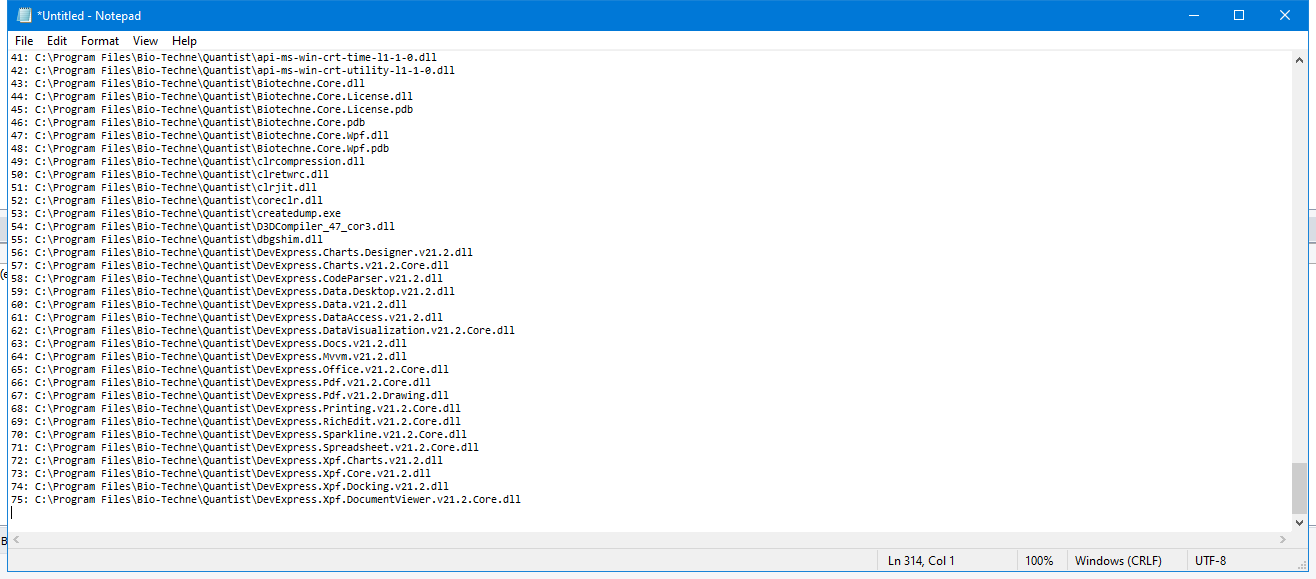 *Untitled - Notepad
File Edit Format View Help
41: C:\Program Files\Bio-Techne\Quantist\api-ms-win-crt-time-l1-1-0.dll
42: C:\Program Files\Bio-Techne\Quantist\api-ms-win-crt-utility-l1-1-0.dll
43: C:\Program Files\Bio-Techne\Quantist\Biotechne.Core.dll
44: C:\Program Files\Bio-Techne\Quantist\Biotechne.Core.License.dll
45: C:\Program Files\Bio-Techne\Quantist\Biotechne.Core.License.pdb
46: C:\Program Files\Bio-Techne\Quantist\Biotechne.Core.pdb
47: C:\Program Files\Bio-Techne\Quantist\Biotechne.Core.Wpf.dll
48: C:\Program Files\Bio-Techne\Quantist\Biotechne.Core.Wpf.pdb
49: C:\Program Files\Bio-Techne\Quantist\clrcompression.dll
50: C:\Program Files\Bio-Techne\Quantist\clretwrc.dll
51: C:\Program Files\Bio-Techne\Quantist\clrjit.dll
52: C:\Program Files\Bio-Techne\Quantist\coreclr.dll
53: C:\Program Files\Bio-Techne\Quantist\createdump.exe
54: C:\Program Files\Bio-Techne\Quantist\D3DCompiler_47_cor3.dll
55: C:\Program Files\Bio-Techne\Quantist\dbgshim.dll
56: C:\Program Files\Bio-Techne\Quantist\DevExpress.Charts.Designer.v21.2.dll
57: C:\Program Files\Bio-Techne\Quantist\DevExpress.Charts.v21.2.Core.dll
58: C:\Program Files\Bio-Techne\Quantist\DevExpress.CodeParser.v21.2.dll
59: C:\Program Files\Bio-Techne\Quantist\DevExpress.Data.Desktop.v21.2.dll
60: C:\Program Files\Bio-Techne\Quantist\DevExpress.Data.v21.2.dll
61: C:\Program Files\Bio-Techne\Quantist\DevExpress.DataAccess.v21.2.dll
62: C:\Program Files\Bio-Techne\Quantist\DevExpress.DataVisualization.v21.2.Core.dll
63: C:\Program Files\Bio-Techne\Quantist\DevExpress.Docs.v21.2.dll
64: C:\Program Files\Bio-Techne\Quantist\DevExpress.Mvvm.v21.2.dll
65: C:\Program Files\Bio-Techne\Quantist\DevExpress.Office.v21.2.Core.dll
66: C:\Program Files\Bio-Techne\Quantist\DevExpress.Pdf.v21.2.Core.dll
67: C:\Program Files\Bio-Techne\Quantist\DevExpress.Pdf.v21.2.Drawing.dll
68: C:\Program Files\Bio-Techne\Quantist\DevExpress.Printing.v21.2.Core.dll
69: C:\Program Files\Bio-Techne\Quantist\DevExpress.RichEdit.v21.2.Core.dll
70: C:\Program Files\Bio-Techne\Quantist\DevExpress.Sparkline.v21.2.Core.dll
71: C:\Program Files\Bio-Techne\Quantist\DevExpress.Spreadsheet.v21.2.Core.dll
72: C:\Program Files\Bio-Techne\Quantist\DevExpress.Xpf.Charts.v21.2.dll
73: C:\Program Files\Bio-Techne\Quantist\DevExpress.Xpf.Core.v21.2.dll
74: C:\Program Files\Bio-Techne\Quantist\DevExpress.Xpf.Docking.v21.2.dll
75: C:\Program Files\Bio-Techne\Quantist\DevExpress.Xpf.DocumentViewer.v21.2.Core.dll
Ln 314, Col 1 100% Windows (CRLF) UTF-8